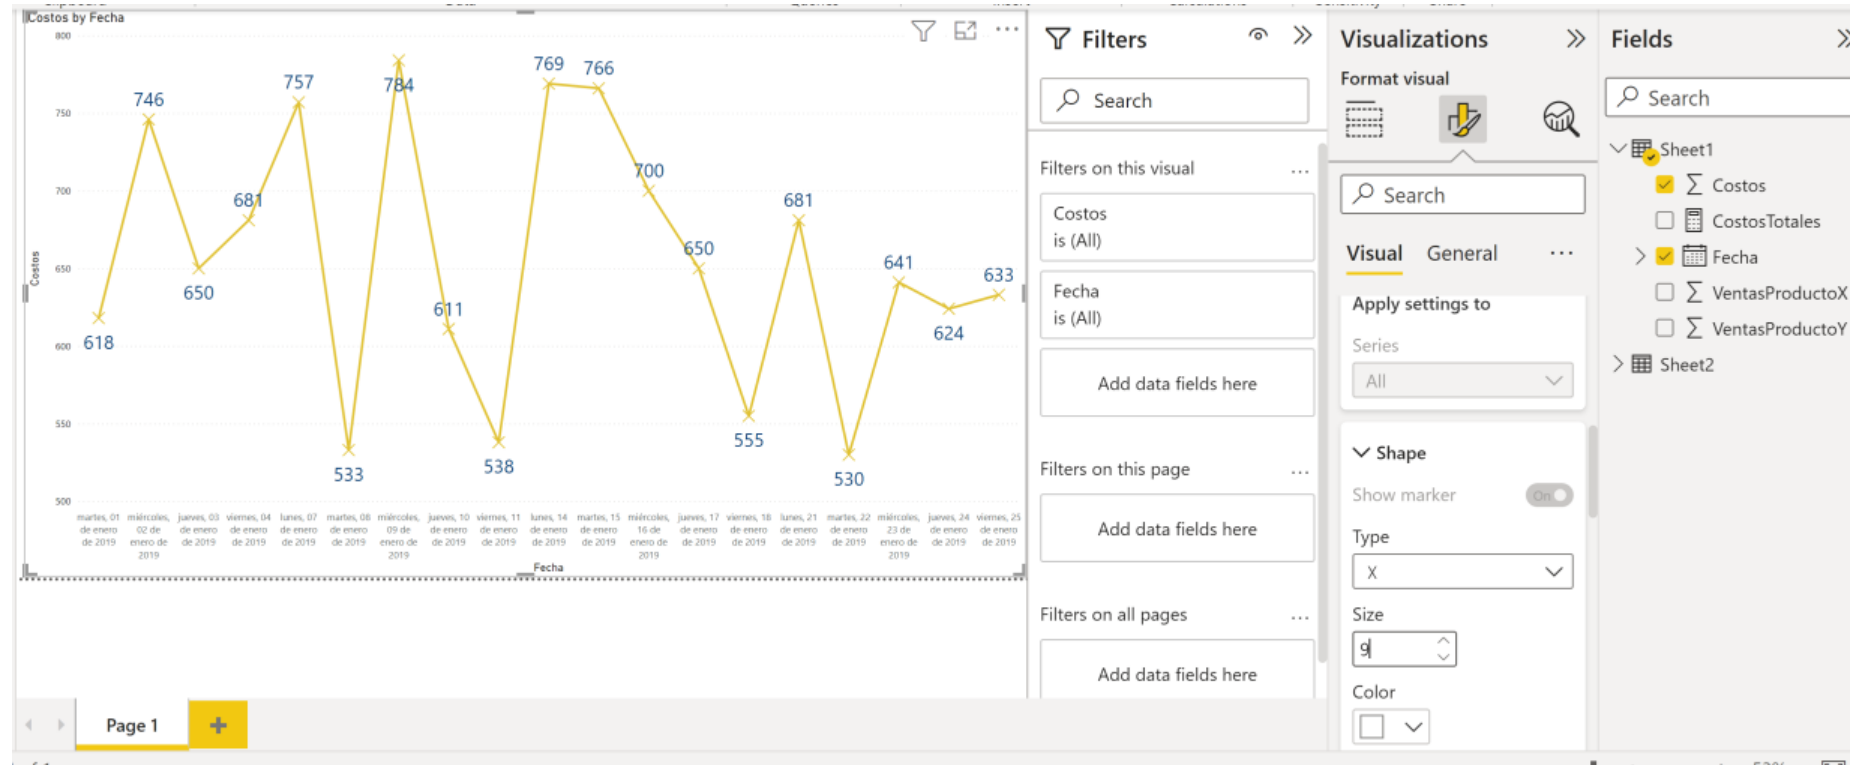 Clipboard Data Queries Insert Calculations Sensitivity Share
Costos by Fecha
800
750
700
650
600
550
500
Costos
618
746
650
681
757
533
784
611
538
769
766
700
650
555
681
530
641
624
633
martes, 01 de enero de 2019
miércoles, 02 de enero de 2019
jueves, 03 de enero de 2019
viernes, 04 de enero de 2019
lunes, 07 de enero de 2019
martes, 08 de enero de 2019
miércoles, 09 de enero de 2019
jueves, 10 de enero de 2019
viernes, 11 de enero de 2019
lunes, 14 de enero de 2019
martes, 15 de enero de 2019
miércoles, 16 de enero de 2019
jueves, 17 de enero de 2019
viernes, 18 de enero de 2019
lunes, 21 de enero de 2019
martes, 22 de enero de 2019
miércoles, 23 de enero de 2019
jueves, 24 de enero de 2019
viernes, 25 de enero de 2019
Fecha
Page 1
Filters
Search
Filters on this visual
Costos
is (All)
Fecha
is (All)
Add data fields here
Filters on this page
Add data fields here
Filters on all pages
Add data fields here
Visualizations
Format visual
Search
Visual General
Apply settings to
Series
All
Shape
Show marker On
Type
X
Size
9
Color
Fields
Search
Sheet1
Costos
CostosTotales
Fecha
VentasProductoX
VentasProductoY
Sheet2